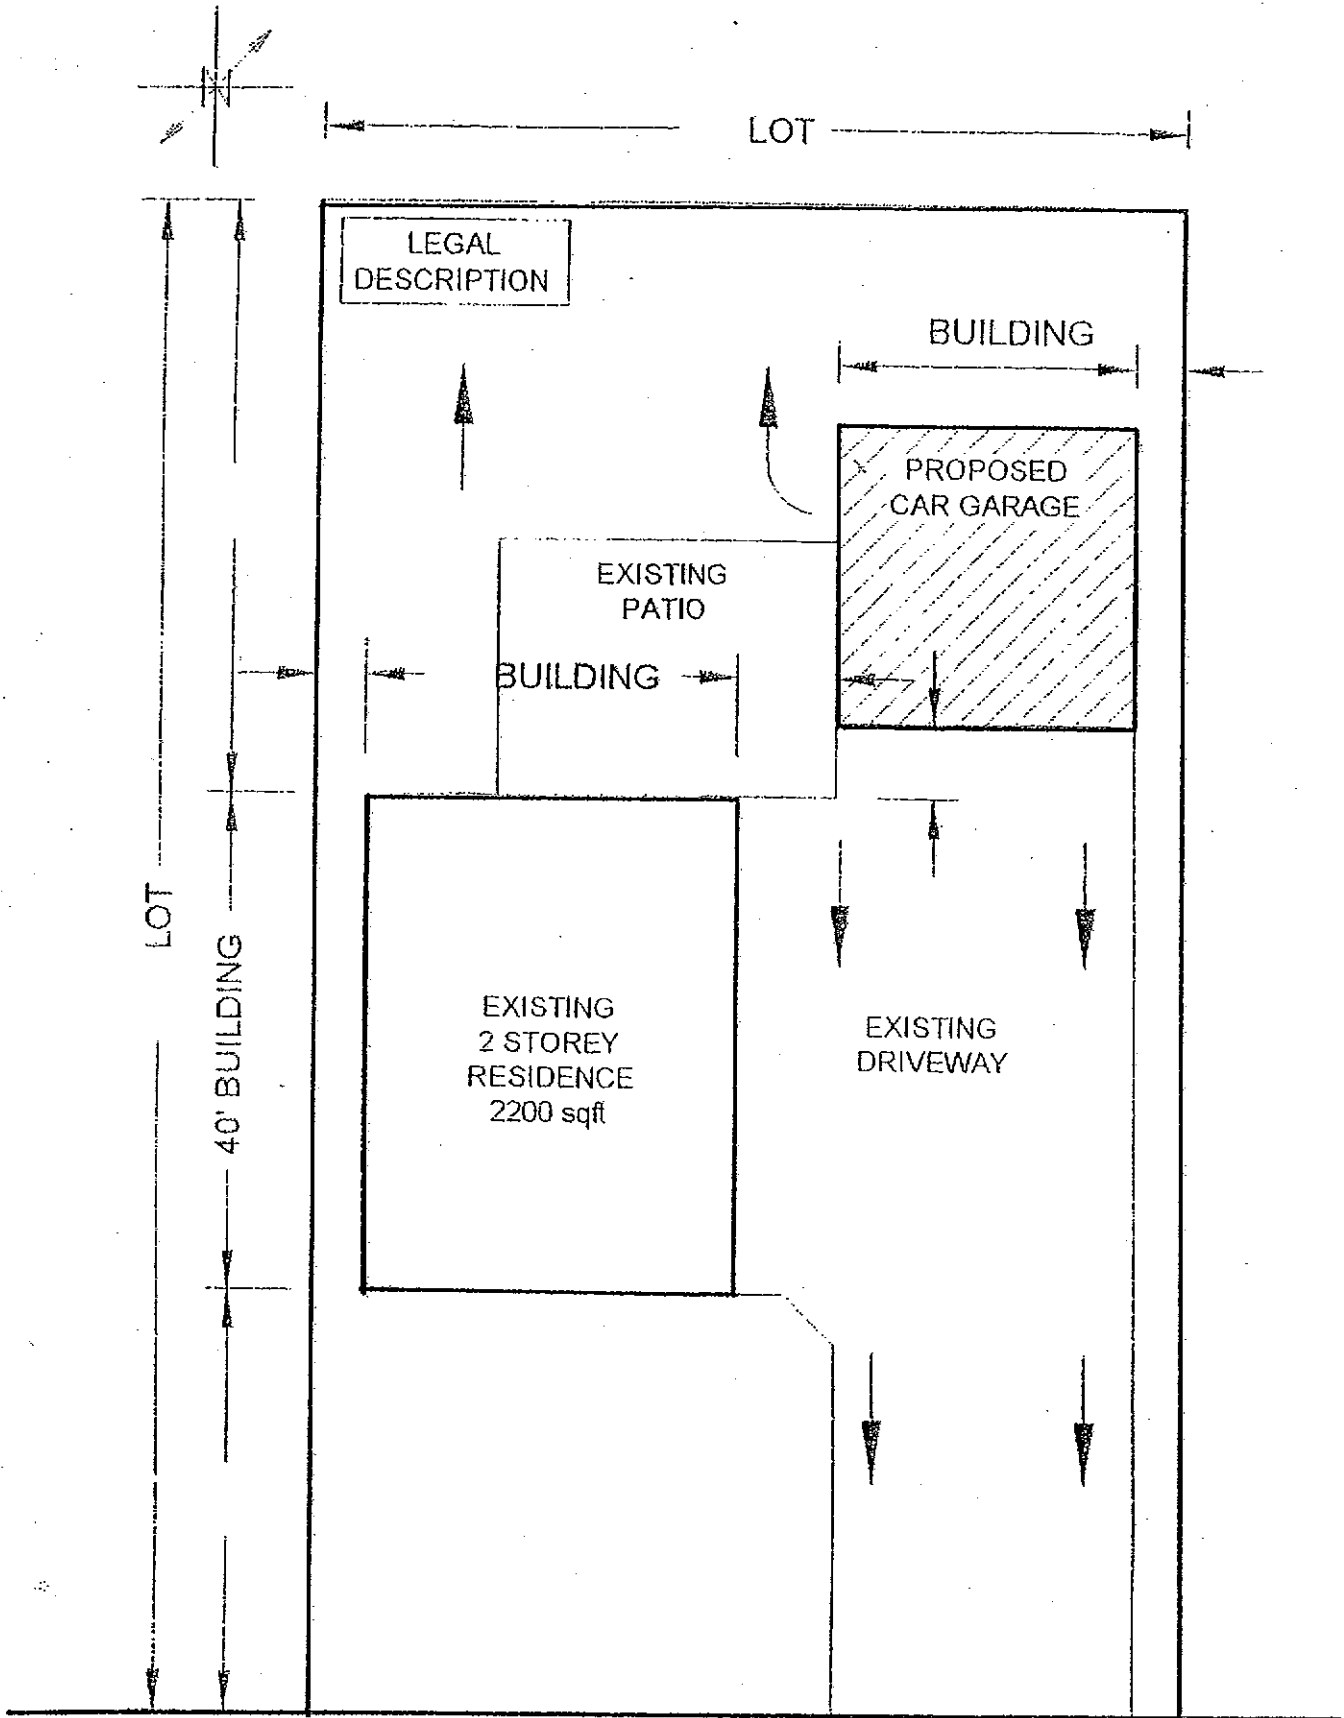 N
LOT
LEGAL
DESCRIPTION
BUILDING
PROPOSED
CAR GARAGE
EXISTING
PATIO
BUILDING
LOT
40' BUILDING
EXISTING
2 STOREY
RESIDENCE
2200 sqft
EXISTING
DRIVEWAY